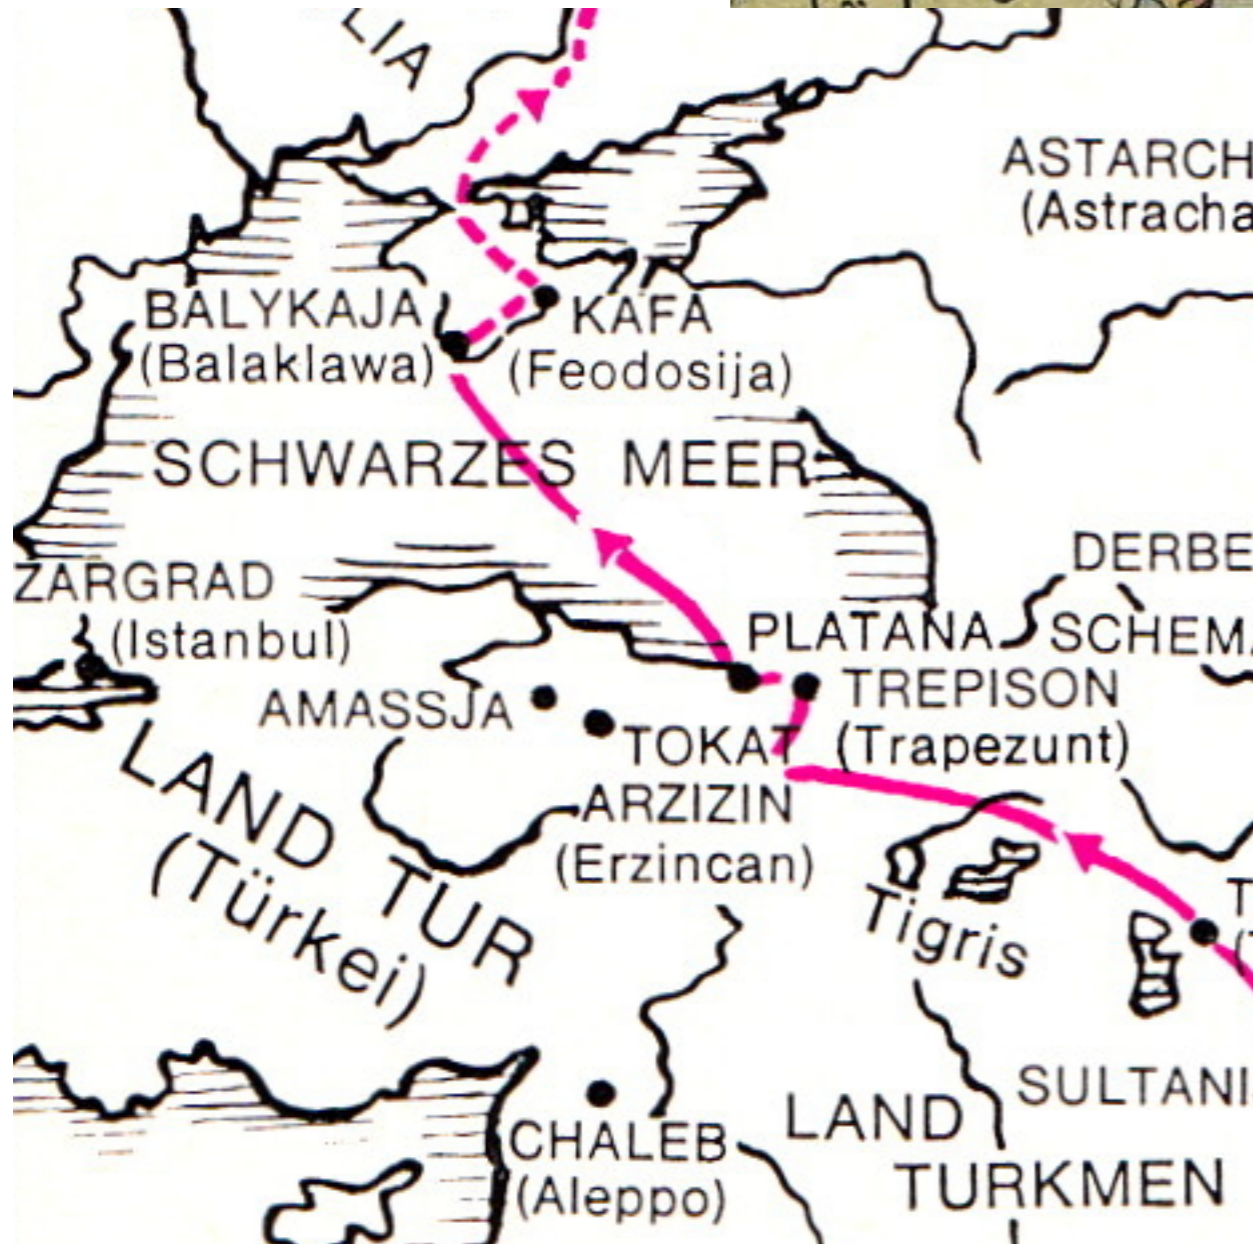 LIA
ASTARCH
(Astracha
BALYKAJA
(Balaklawa)
KAFA
(Feodosija)
SCHWARZES MEER
ZARGRAD
(Istanbul)
DERBE
PLATANA
SCHEMA
TREPISON
(Trapezunt)
AMASSJA
TOKAT
ARZIZIN
(Erzincan)
LAND TUR
(Türkei)
Tigris
CHALEB
(Aleppo)
SULTANI
LAND
TURKMEN